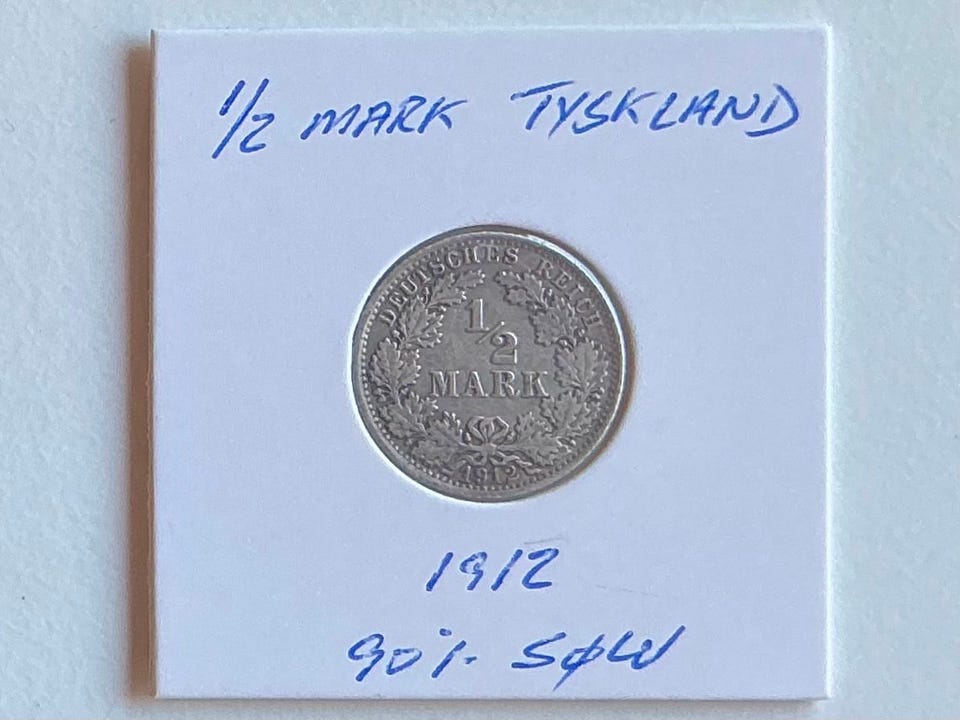 1/2 MARK TYSKLAND
DEUTSCHES REICH
1/2
MARK
1912
1912
90% SØLV